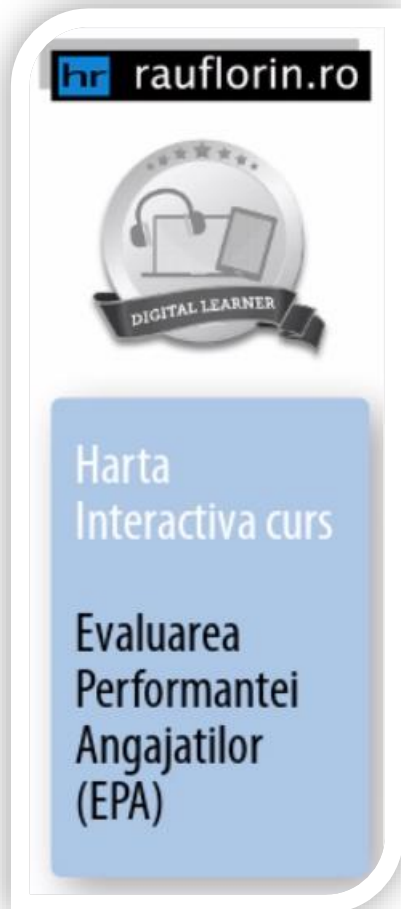 hr rauflorin.ro
DIGITAL LEARNER
Harta
Interactiva curs
Evaluarea
Performantei
Angajatilor
(EPA)